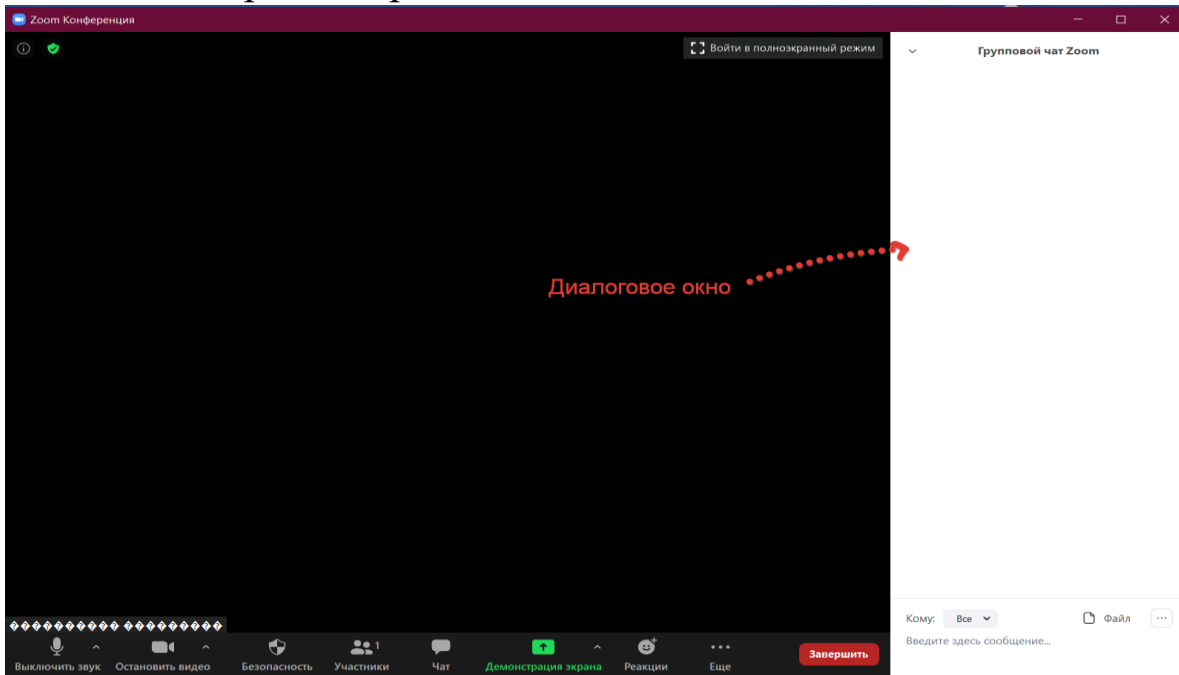 Zoom Конференция
Войти в полноэкранный режим
Групповой чат Zoom
Диалоговое окно
Кому: Все
Файл
Введите здесь сообщение...
1
Выключить звук
Остановить видео
Безопасность
Участники
Чат
Демонстрация экрана
Реакции
Еще
Завершить